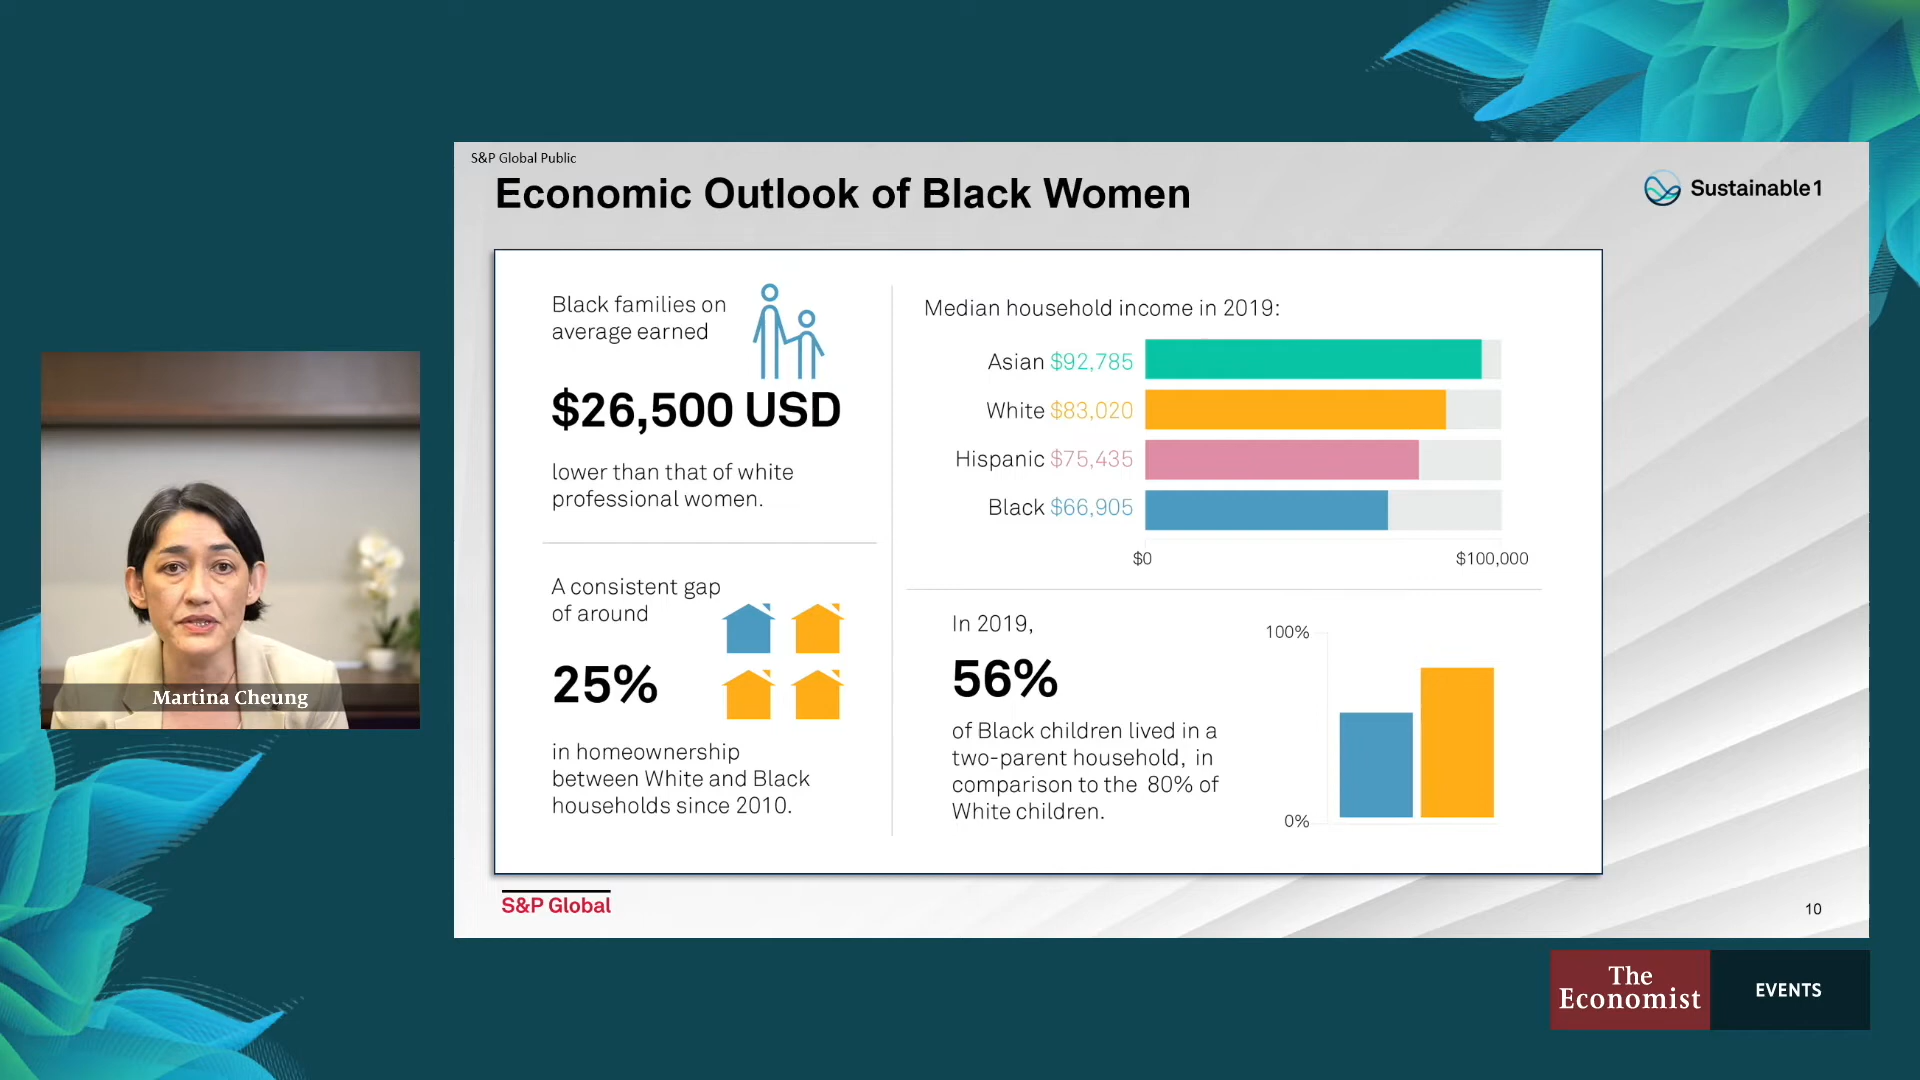 S&P Global Public
Economic Outlook of Black Women
Sustainable1
Black families on
average earned
$26,500 USD
lower than that of white
professional women.
A consistent gap
of around
25%
in homeownership
between White and Black
households since 2010.
Median household income in 2019:
Asian $92,785
White $83,020
Hispanic $75,435
Black $66,905
$0
$100,000
In 2019,
56%
of Black children lived in a
two-parent household, in
comparison to the 80% of
White children.
100%
0%
S&P Global
10
Martina Cheung
The
Economist
EVENTS